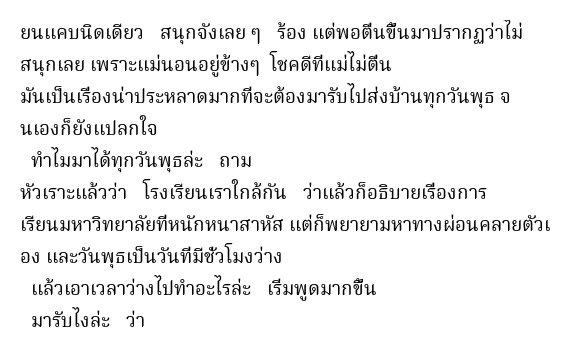 ยนแคบนิดเดียว   สนุกจังเลย ๆ   ร้อง แต่พอตื่นขึ้นมาปรากฏว่าไม่
สนุกเลย เพราะแม่นอนอยู่ข้างๆ  โชคดีที่แม่ไม่ตื่น
มันเป็นเรื่องน่าประหลาดมากที่จะต้องมารับไปส่งบ้านทุกวันพุธ จ
นเองก็ยังแปลกใจ
  ทำไมมาได้ทุกวันพุธล่ะ   ถาม
หัวเราะแล้วว่า   โรงเรียนเราใกล้กัน   ว่าแล้วก็อธิบายเรื่องการ
เรียนมหาวิทยาลัยที่หนักหนาสาหัส แต่ก็พยายามหาทางผ่อนคลายตัวเ
อง และวันพุธเป็นวันที่มีชั่วโมงว่าง
  แล้วเอาเวลาว่างไปทำอะไรล่ะ   เริ่มพูดมากขึ้น
  มารับไงล่ะ   ว่า